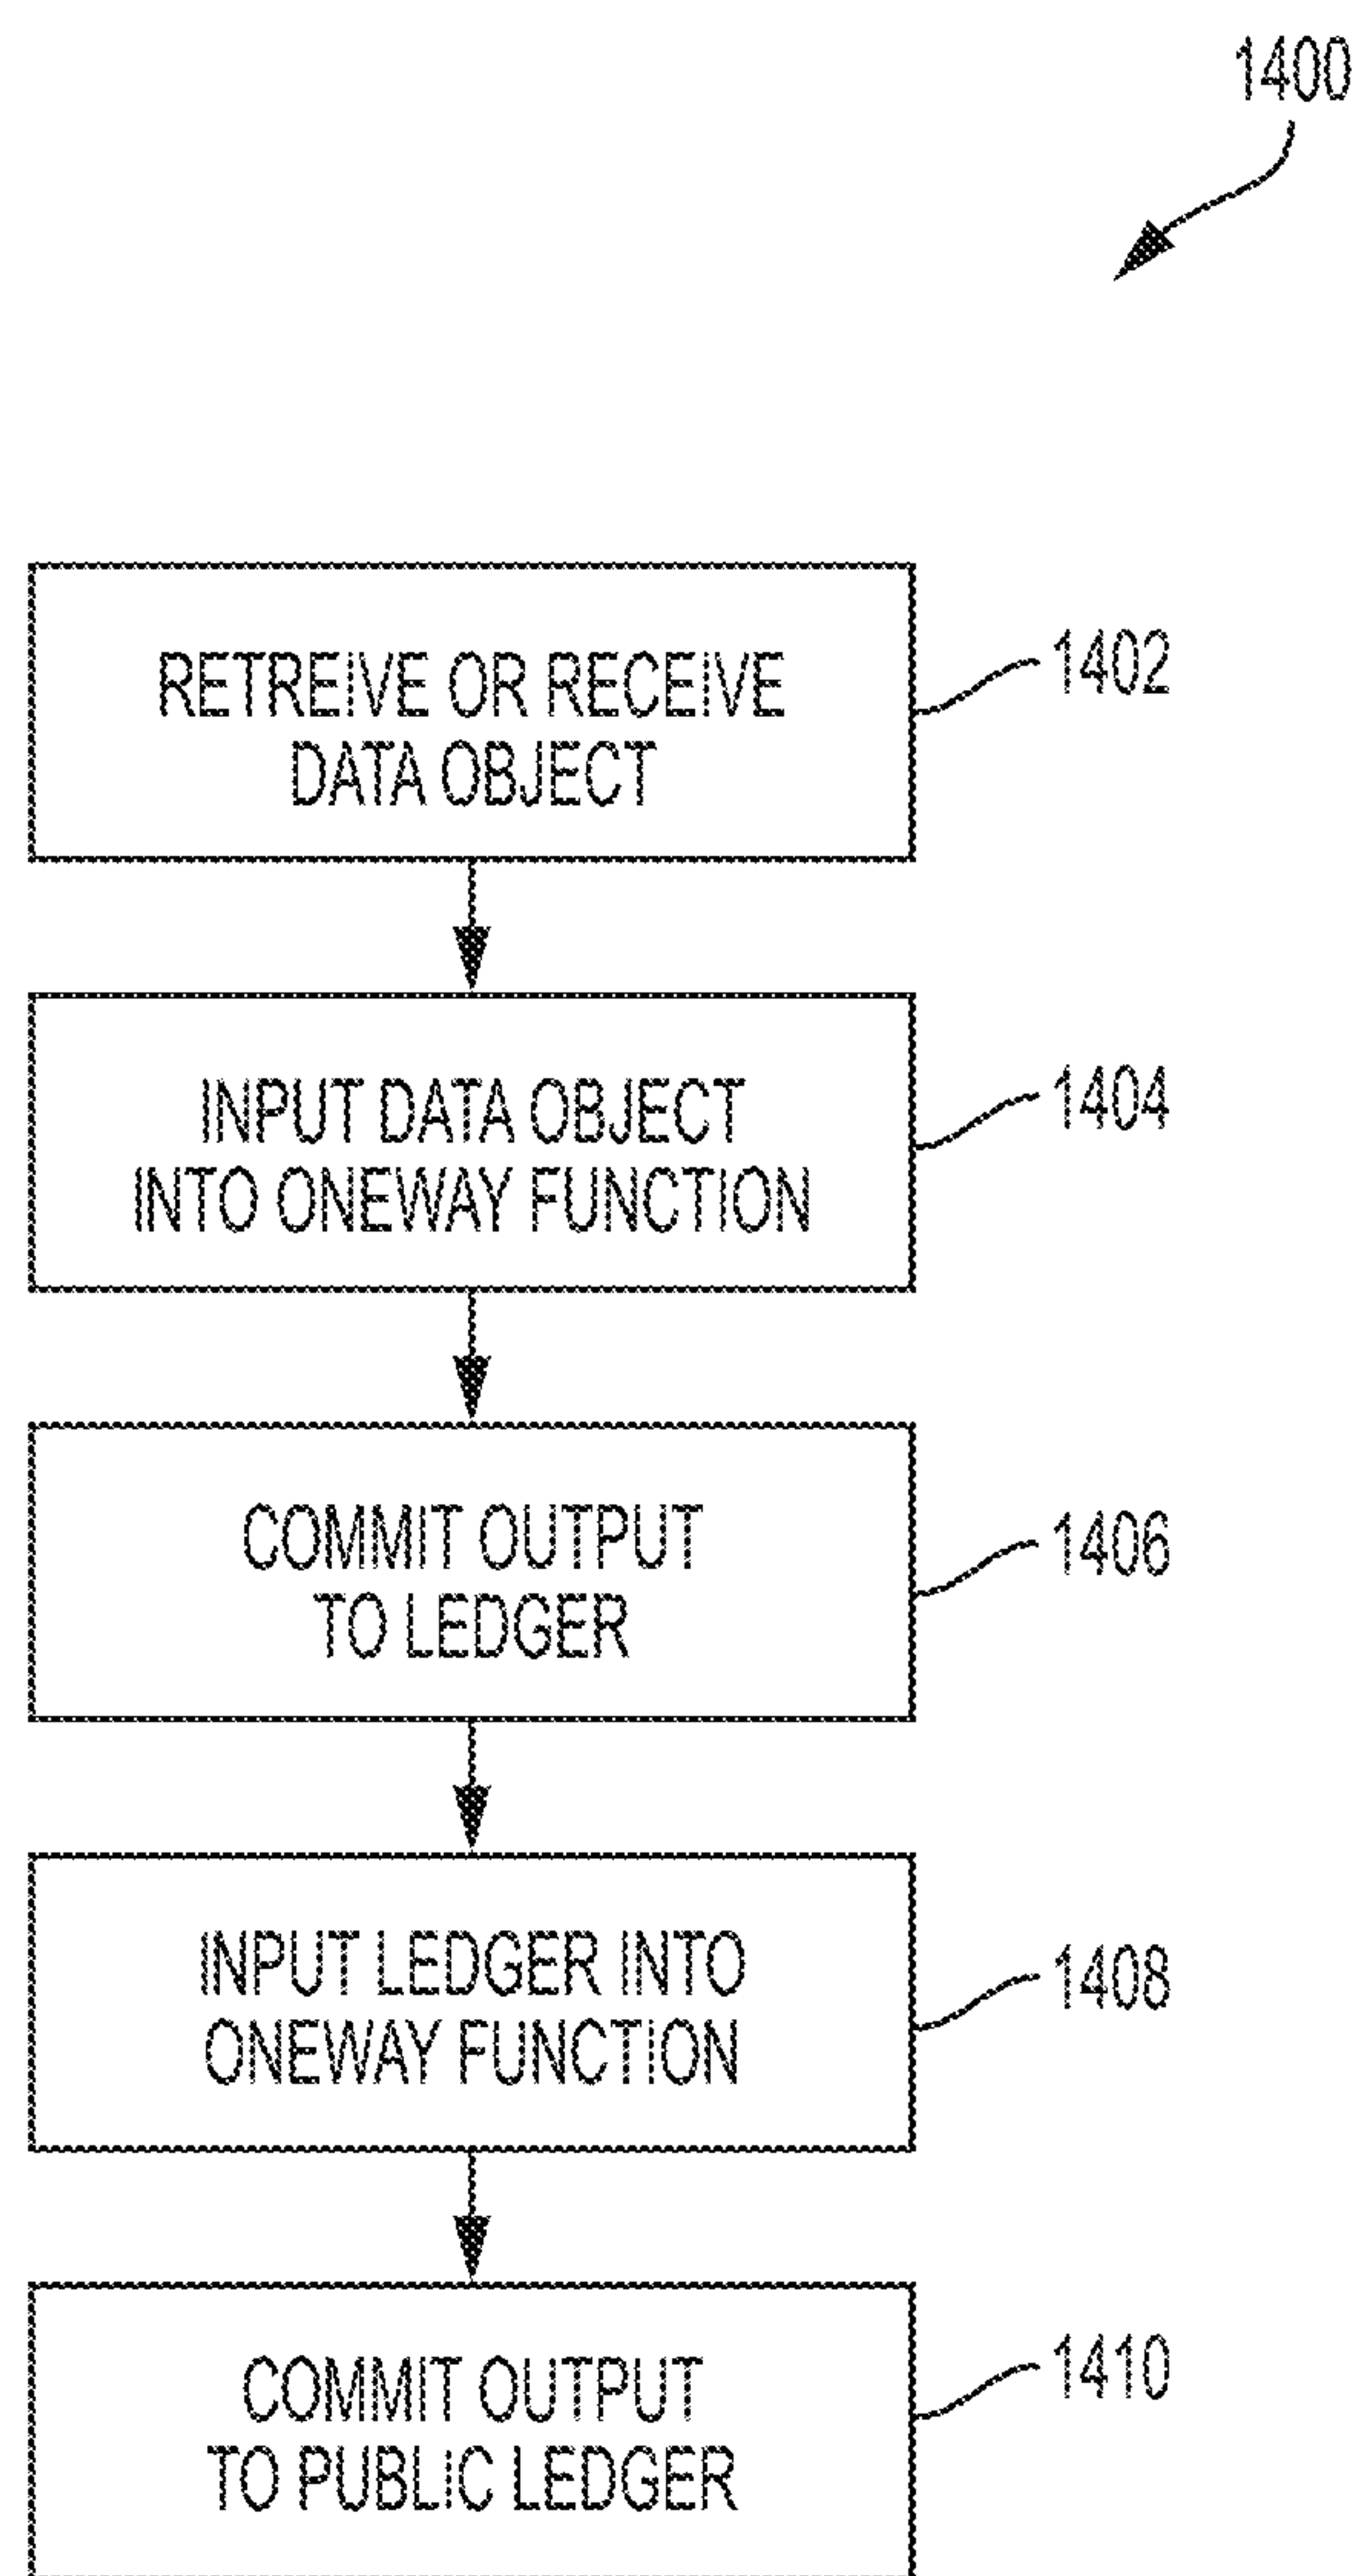 1400
RETREIVE OR RECEIVE
DATA OBJECT
1402
INPUT DATA OBJECT
INTO ONEWAY FUNCTION
1404
COMMIT OUTPUT
TO LEDGER
1406
INPUT LEDGER INTO
ONEWAY FUNCTION
1408
COMMIT OUTPUT
TO PUBLIC LEDGER
1410